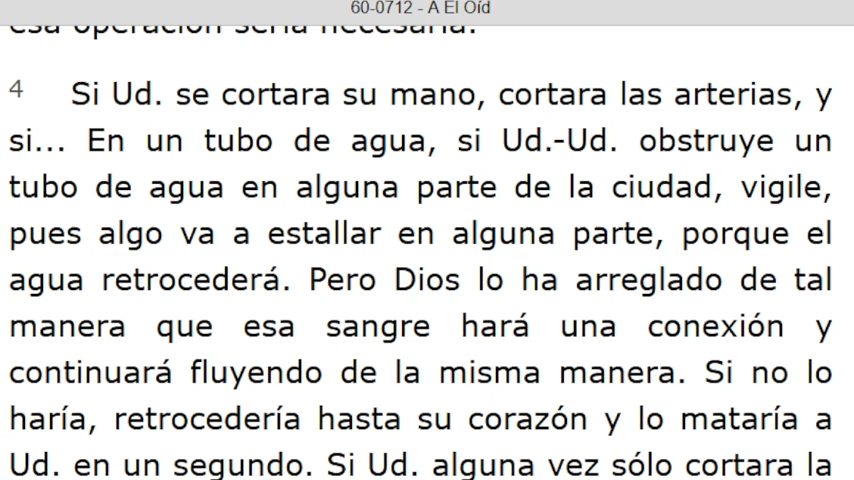 60-0712 - A El Oíd
esa operación sería necesaria.
4 Si Ud. se cortara su mano, cortara las arterias, y
si... En un tubo de agua, si Ud.-Ud. obstruye un
tubo de agua en alguna parte de la ciudad, vigile,
pues algo va a estallar en alguna parte, porque el
agua retrocederá. Pero Dios lo ha arreglado de tal
manera que esa sangre hará una conexión y
continuará fluyendo de la misma manera. Si no lo
haría, retrocedería hasta su corazón y lo mataría a
Ud. en un segundo. Si Ud. alguna vez sólo cortara la